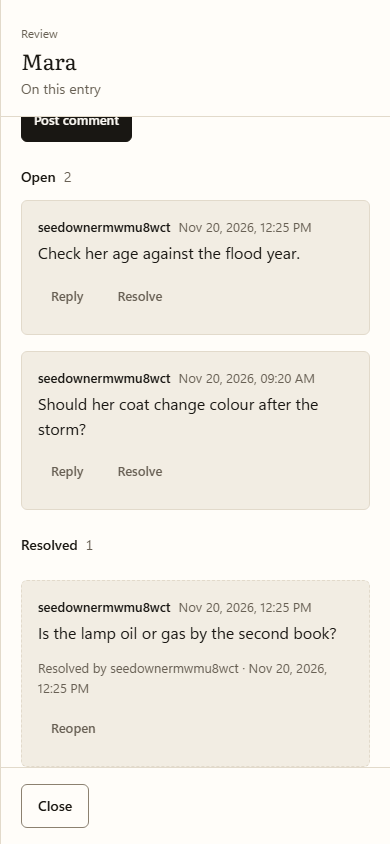 Review
Mara
On this entry
Post comment
Open 2
seedownermwmu8wct Nov 20, 2026, 12:25 PM
Check her age against the flood year.
Reply Resolve
seedownermwmu8wct Nov 20, 2026, 09:20 AM
Should her coat change colour after the
storm?
Reply Resolve
Resolved 1
seedownermwmu8wct Nov 20, 2026, 12:25 PM
Is the lamp oil or gas by the second book?
Resolved by seedownermwmu8wct · Nov 20, 2026,
12:25 PM
Reopen
Close